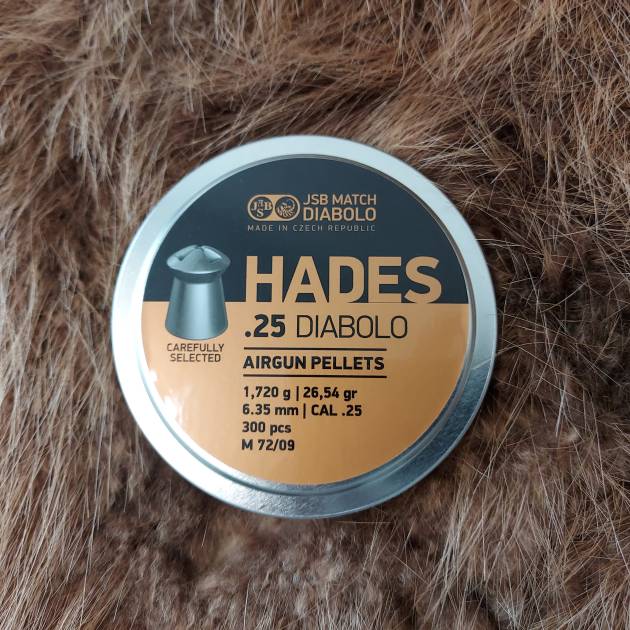 JSB
JSB MATCH
DIABOLO
MADE IN CZECH REPUBLIC
HADES
.25 DIABOLO
CAREFULLY
SELECTED
AIRGUN PELLETS
1,720 g | 26,54 gr
6.35 mm | CAL .25
300 pcs
M 72/09